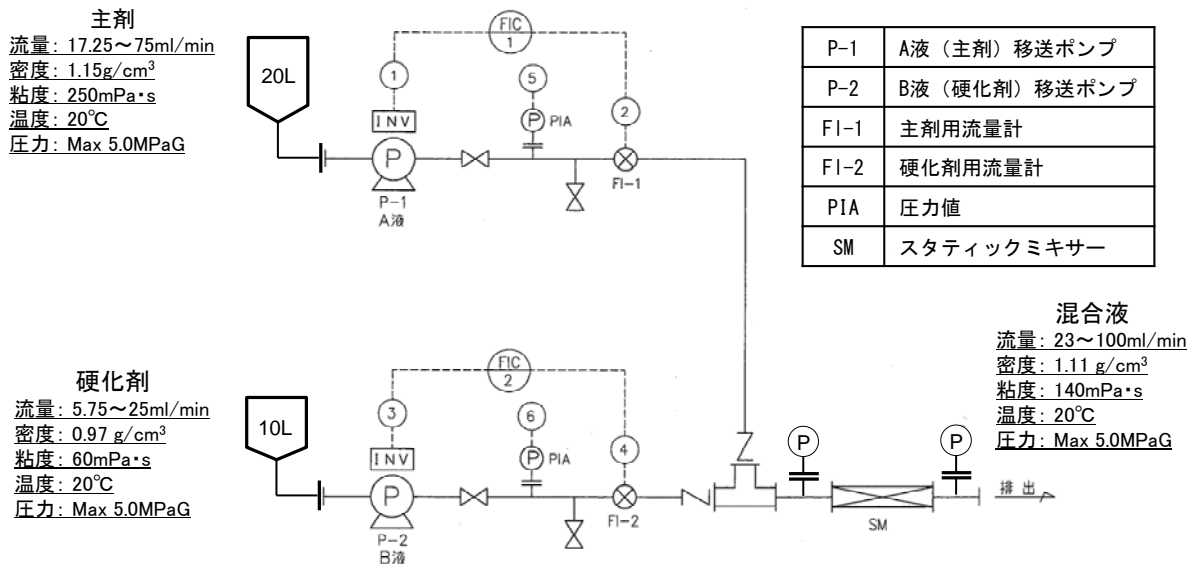 主剤
流量: 17.25～75ml/min
密度: 1.15g/cm³
粘度: 250mPa・s
温度: 20℃
圧力: Max 5.0MPaG
20L
FIC
1
1
5
2
INV
P
PIA
P
FI-1
P-1
A液
P-1 A液（主剤）移送ポンプ
P-2 B液（硬化剤）移送ポンプ
FI-1 主剤用流量計
FI-2 硬化剤用流量計
PIA 圧力値
SM スタティックミキサー
混合液
流量: 23～100ml/min
密度: 1.11 g/cm³
粘度: 140mPa・s
温度: 20℃
圧力: Max 5.0MPaG
硬化剤
流量: 5.75～25ml/min
密度: 0.97 g/cm³
粘度: 60mPa・s
温度: 20℃
圧力: Max 5.0MPaG
10L
FIC
2
3
6
4
INV
P
PIA
P
FI-2
P-2
B液
P
P
SM
排出